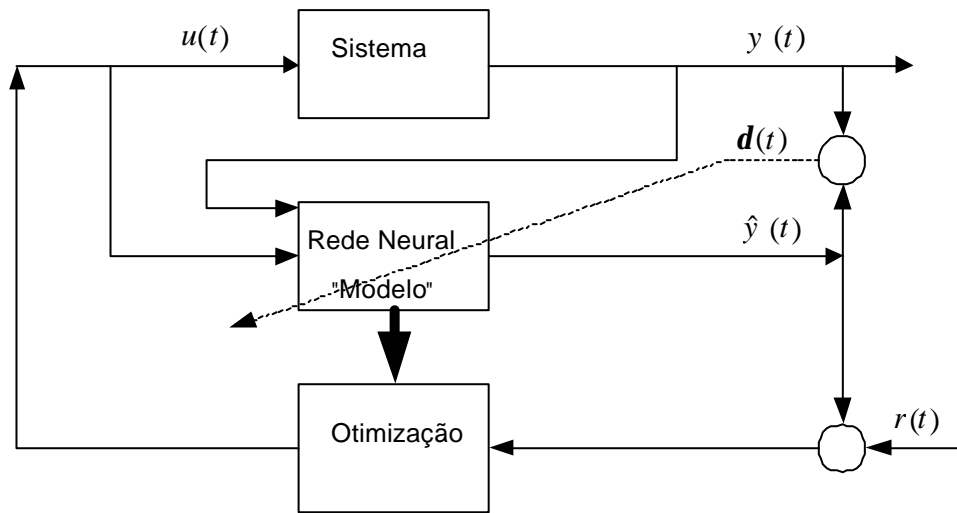 u(t)
Sistema
y (t)
d(t)
Rede Neural
"Modelo"
ŷ (t)
Otimização
r(t)